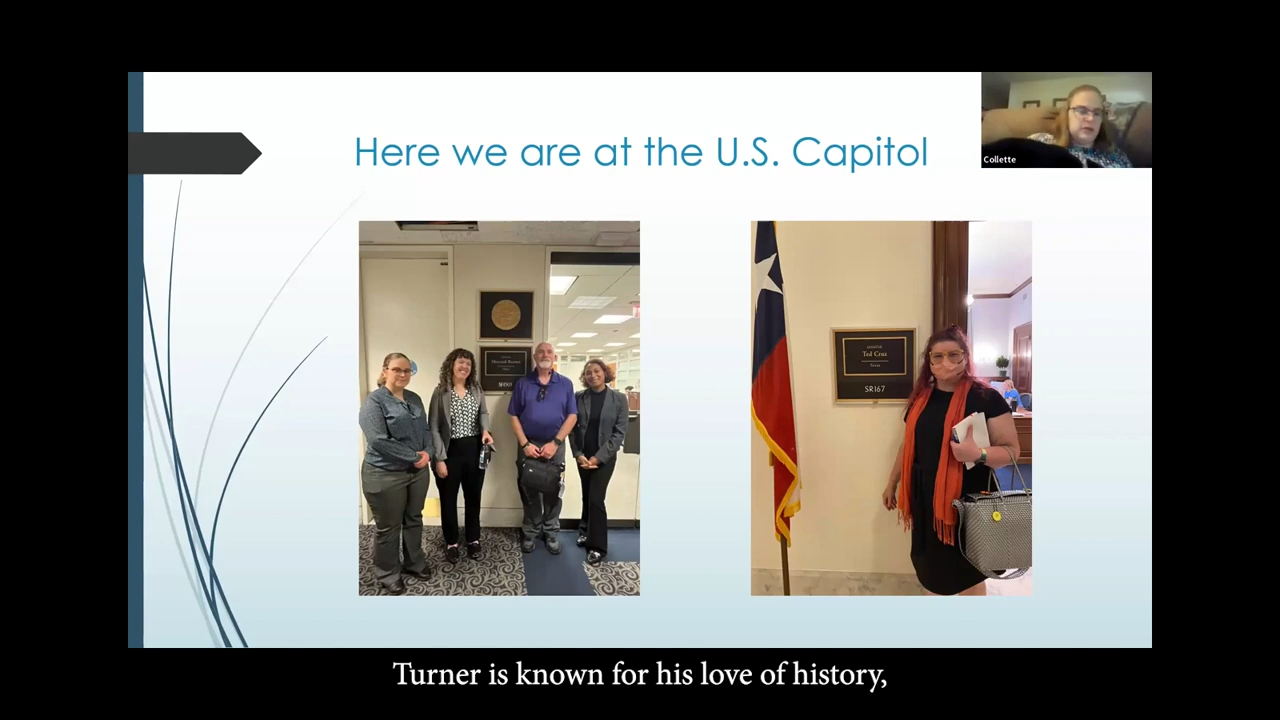 Here we are at the U.S. Capitol
Collette
Ted Cruz
Texas
SR167
Turner is known for his love of history,